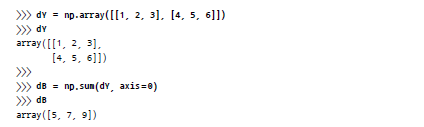 >>> dY = np.array([[1, 2, 3], [4, 5, 6]])
>>> dY
array([[1, 2, 3],
       [4, 5, 6]])
>>>
>>> dB = np.sum(dY, axis=0)
>>> dB
array([5, 7, 9])